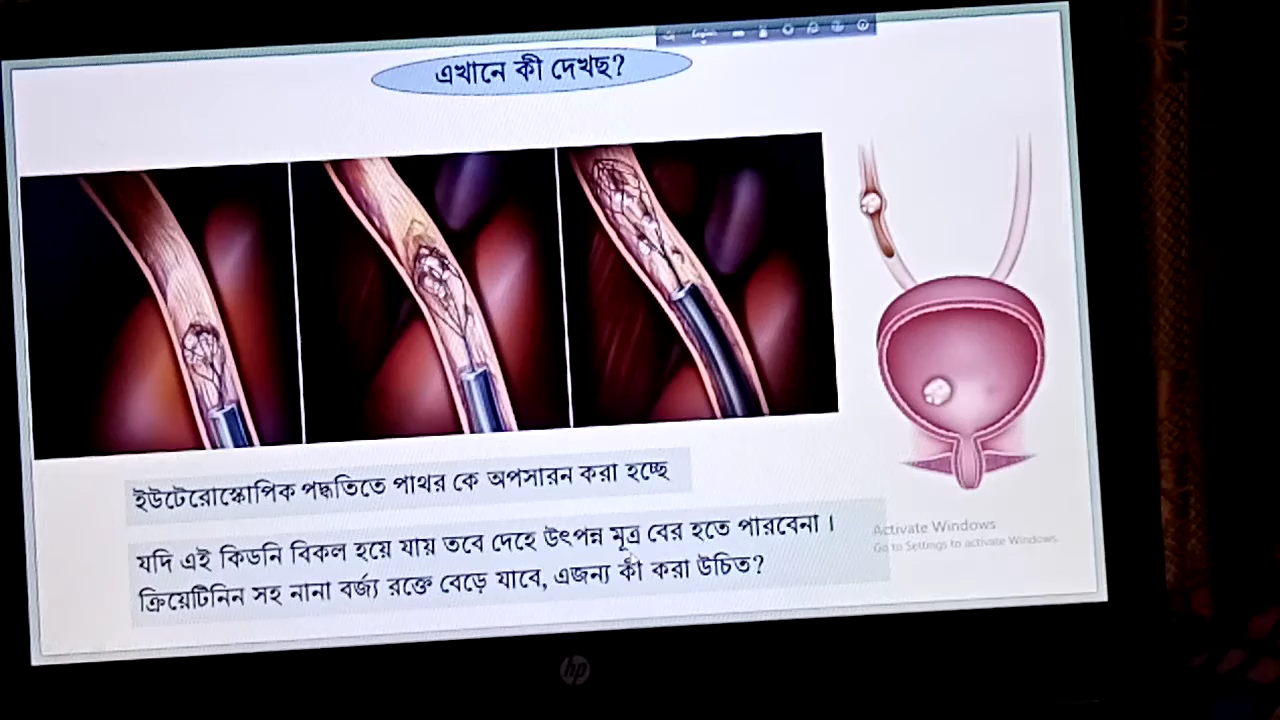 এখানে কী দেখছ?
ইউটেরোস্কোপিক পদ্ধতিতে পাথর কে অপসারন করা হচ্ছে
যদি এই কিডনি বিকল হয়ে যায় তবে দেহে উৎপন্ন মূত্র বের হতে পারবেনা ।
ক্রিয়েটিনিন সহ নানা বর্জ্য রক্তে বেড়ে যাবে, এজন্য কী করা উচিত?
Activate Windows
Go to Settings to activate Windows.
hp